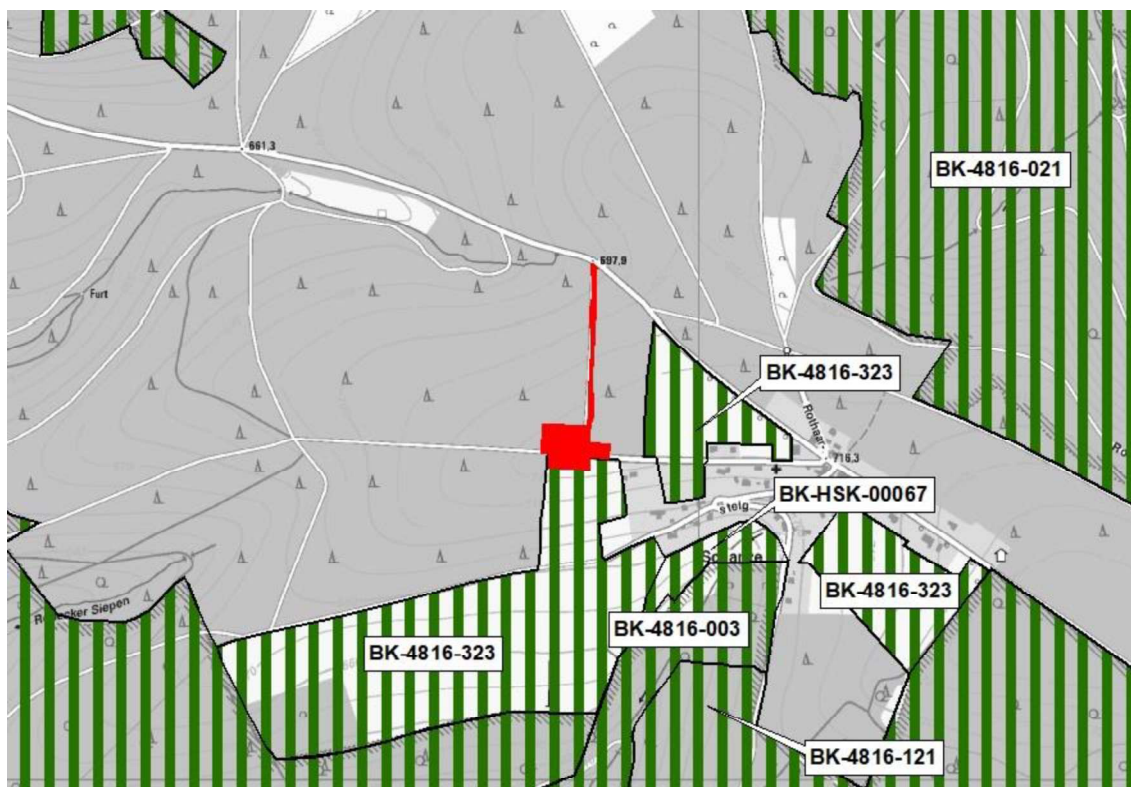 661,3
BK-4816-021
697,9
Furt
BK-4816-323
Rothaar
716,3
BK-HSK-00067
steig
Schanze
BK-4816-323
BK-4816-003
BK-4816-323
BK-4816-121